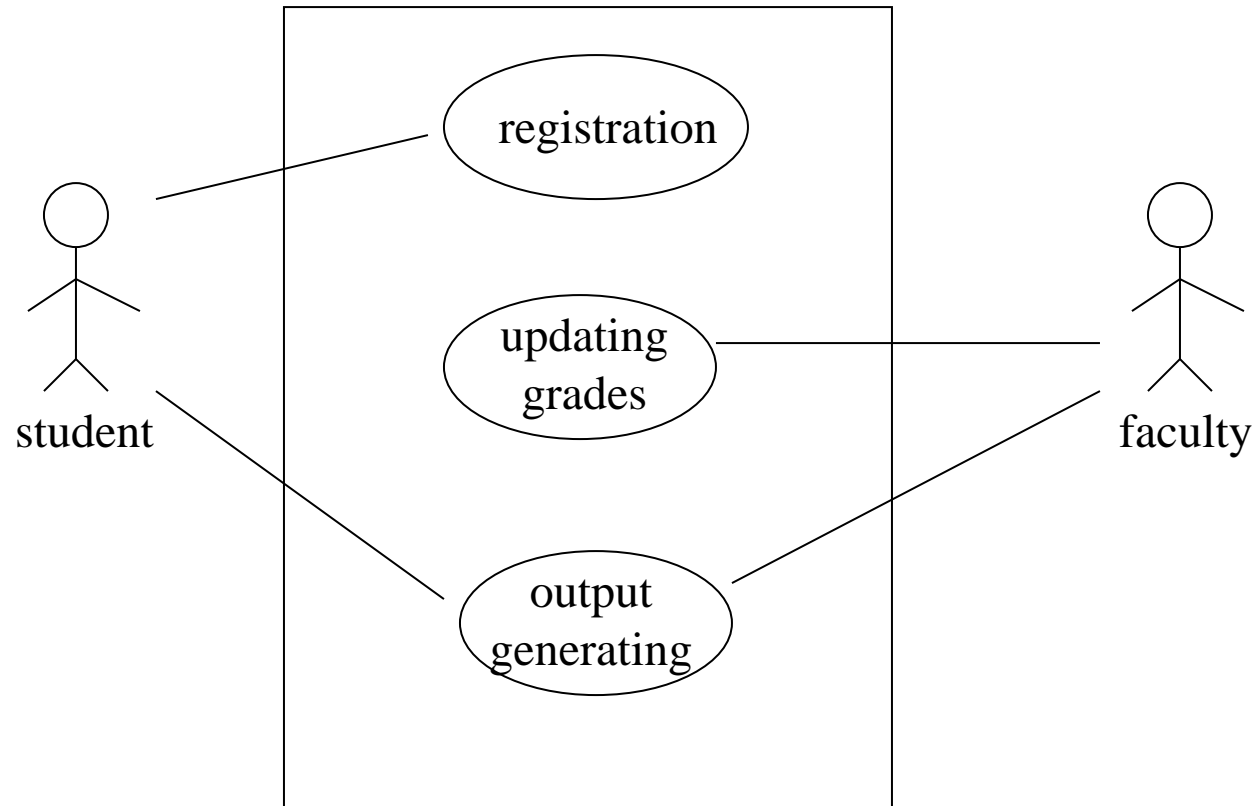 registration
updating
grades
student
faculty
output
generating